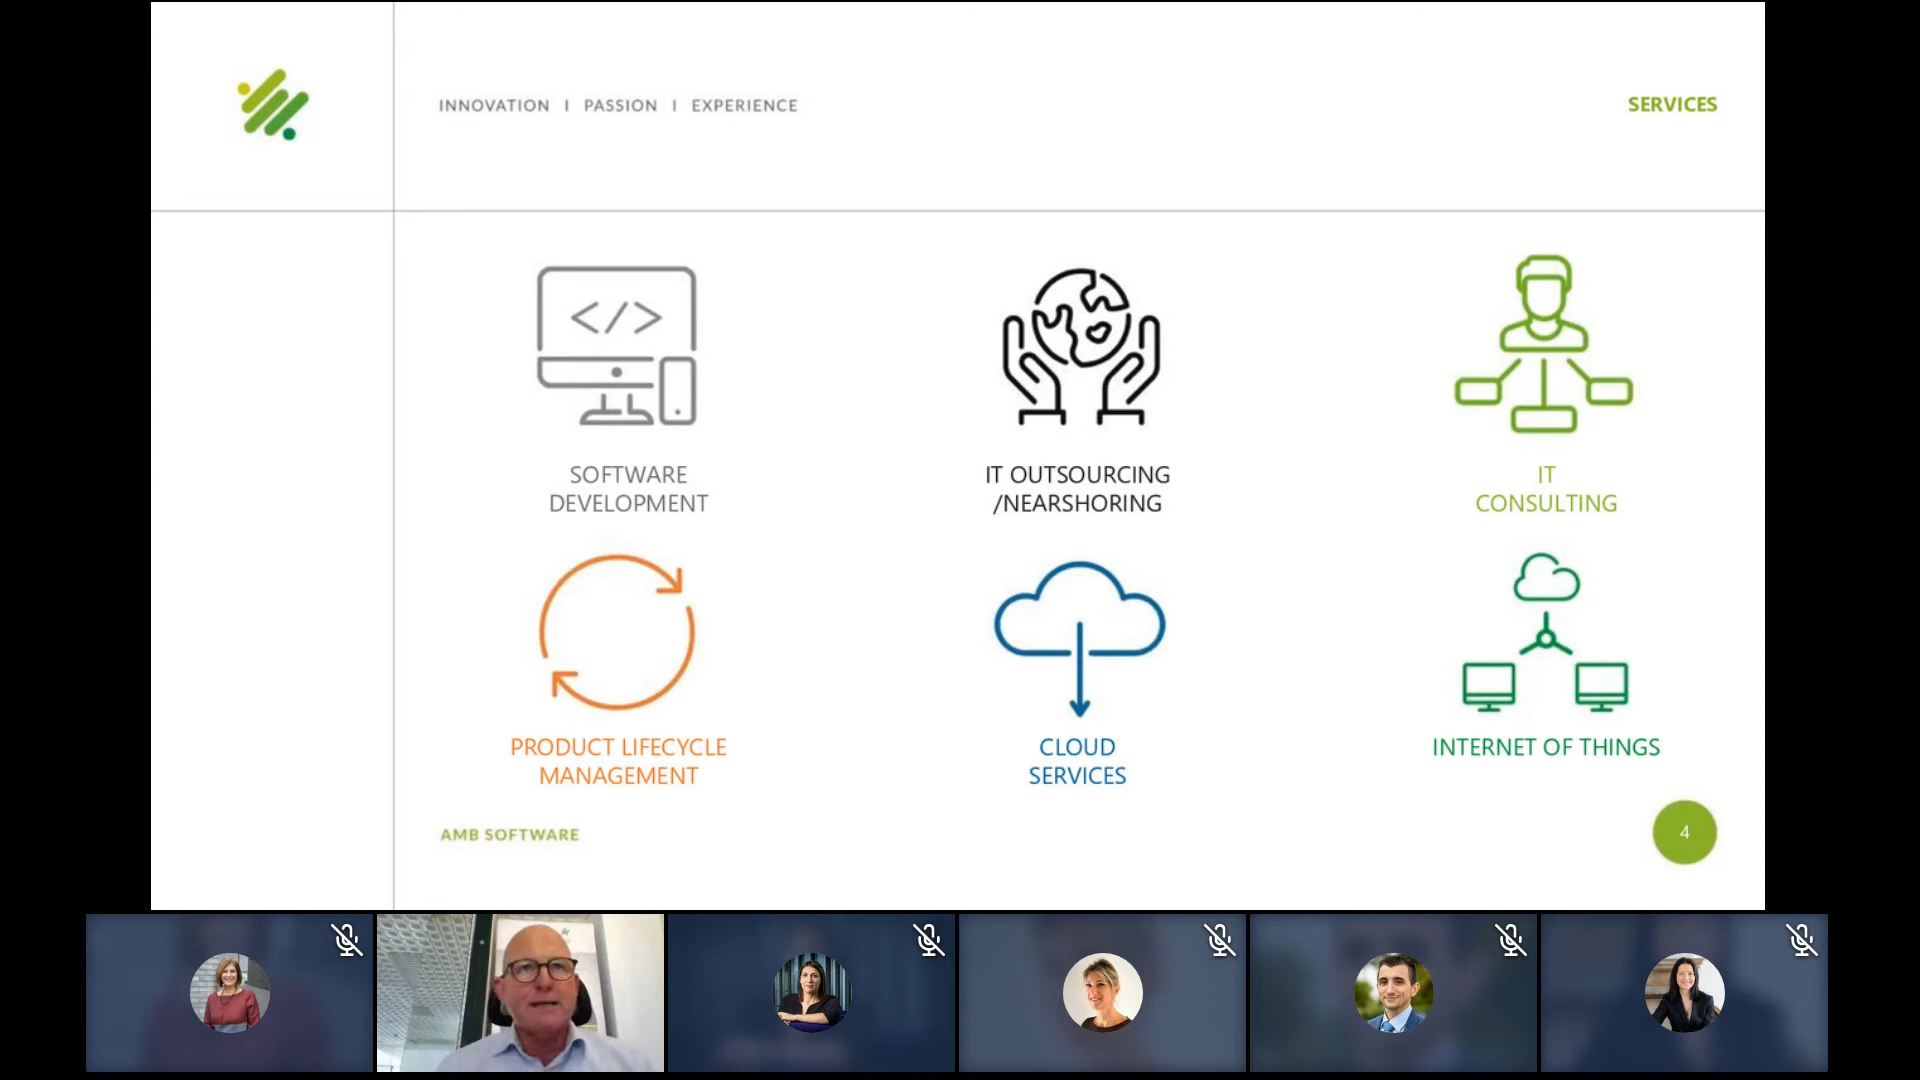 INNOVATION I PASSION I EXPERIENCE
SERVICES
</>
SOFTWARE
DEVELOPMENT
IT OUTSOURCING
/NEARSHORING
IT
CONSULTING
PRODUCT LIFECYCLE
MANAGEMENT
CLOUD
SERVICES
INTERNET OF THINGS
AMB SOFTWARE
4